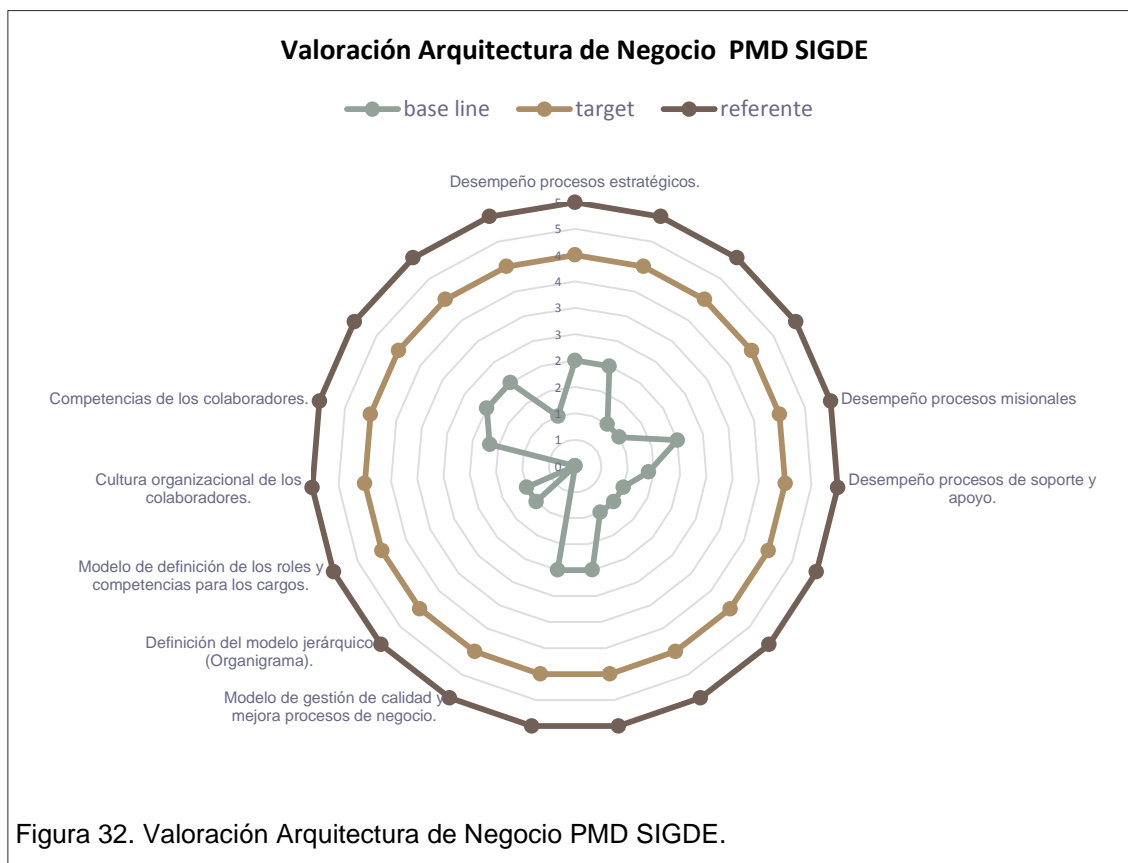 Valoración Arquitectura de Negocio PMD SIGDE
base line
target
referente
Desempeño procesos estratégicos.
5
5
4
4
3
3
2
2
1
1
0
Desempeño procesos misionales
Desempeño procesos de soporte y
apoyo.
Modelo de gestión de calidad y
mejora procesos de negocio.
Definición del modelo jerárquico
(Organigrama).
Modelo de definición de los roles y
competencias para los cargos.
Cultura organizacional de los
colaboradores.
Competencias de los colaboradores.
Figura 32. Valoración Arquitectura de Negocio PMD SIGDE.